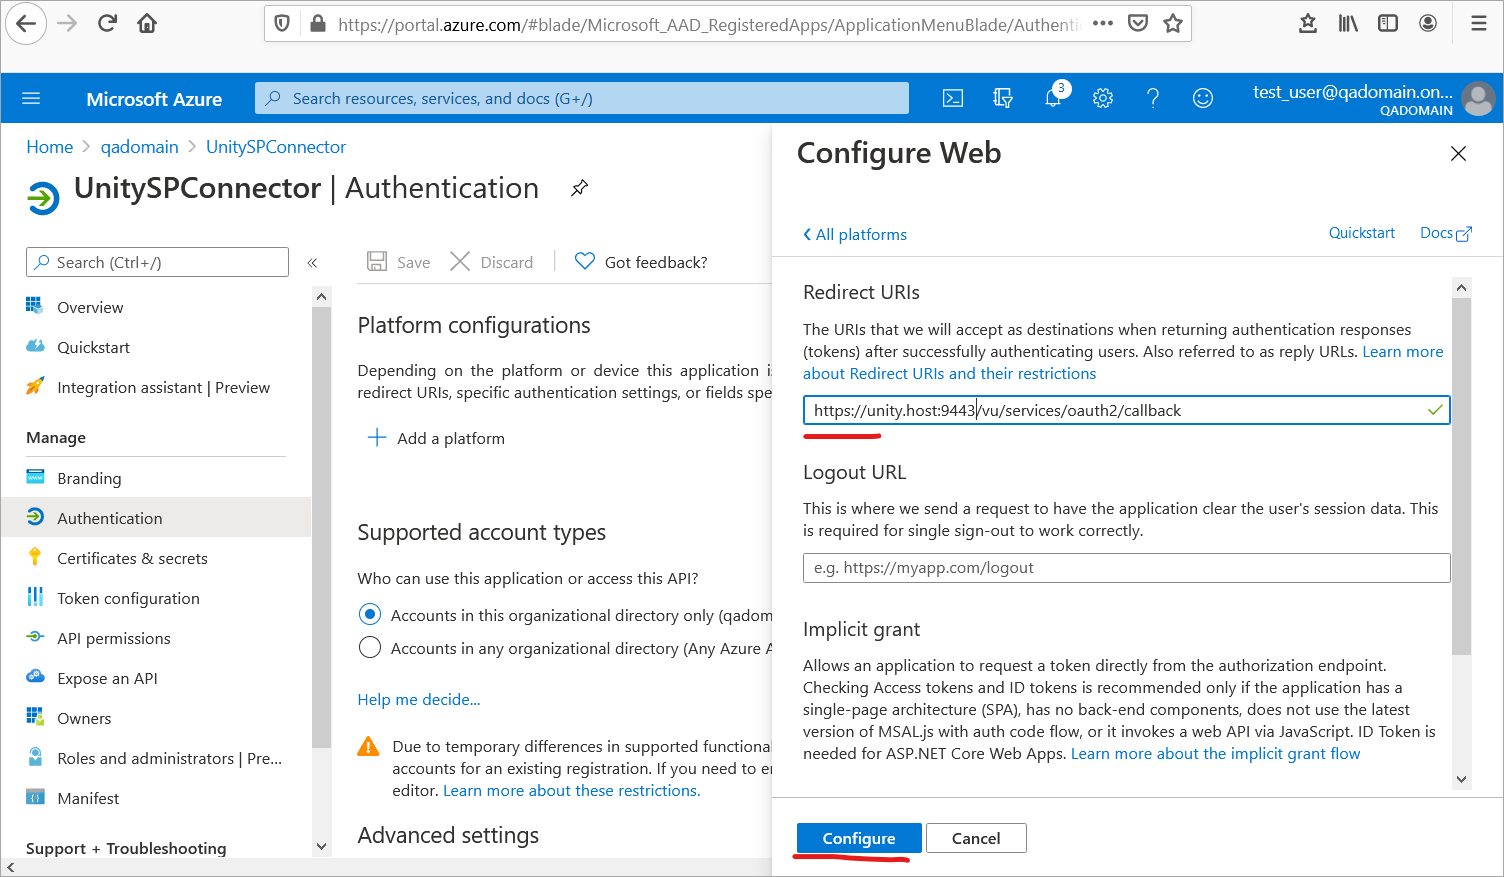 https://portal.azure.com/#blade/Microsoft_AAD_RegisteredApps/ApplicationMenuBlade/Authenti
Microsoft Azure
Search resources, services, and docs (G+/)
3
test_user@qadomain.on...
QADOMAIN
Home > qadomain > UnitySPConnector
UnitySPConnector | Authentication
Search (Ctrl+/)
«
Overview
Quickstart
Integration assistant | Preview
Manage
Branding
Authentication
Certificates & secrets
Token configuration
API permissions
Expose an API
Owners
Roles and administrators | Pre...
Manifest
Support + Troubleshooting
Save
Discard
Got feedback?
Platform configurations
Depending on the platform or device this application i
redirect URIs, specific authentication settings, or fields spe
Add a platform
Supported account types
Who can use this application or access this API?
Accounts in this organizational directory only (qadom
Accounts in any organizational directory (Any Azure A
Help me decide...
Due to temporary differences in supported functional
accounts for an existing registration. If you need to e
editor. Learn more about these restrictions.
Advanced settings
Configure Web
All platforms
Quickstart
Docs
Redirect URIs
The URIs that we will accept as destinations when returning authentication responses
(tokens) after successfully authenticating users. Also referred to as reply URLs. Learn more
about Redirect URIs and their restrictions
https://unity.host:9443/vu/services/oauth2/callback
Logout URL
This is where we send a request to have the application clear the user's session data. This
is required for single sign-out to work correctly.
e.g. https://myapp.com/logout
Implicit grant
Allows an application to request a token directly from the authorization endpoint.
Checking Access tokens and ID tokens is recommended only if the application has a
single-page architecture (SPA), has no back-end components, does not use the latest
version of MSAL.js with auth code flow, or it invokes a web API via JavaScript. ID Token is
needed for ASP.NET Core Web Apps. Learn more about the implicit grant flow
Configure
Cancel